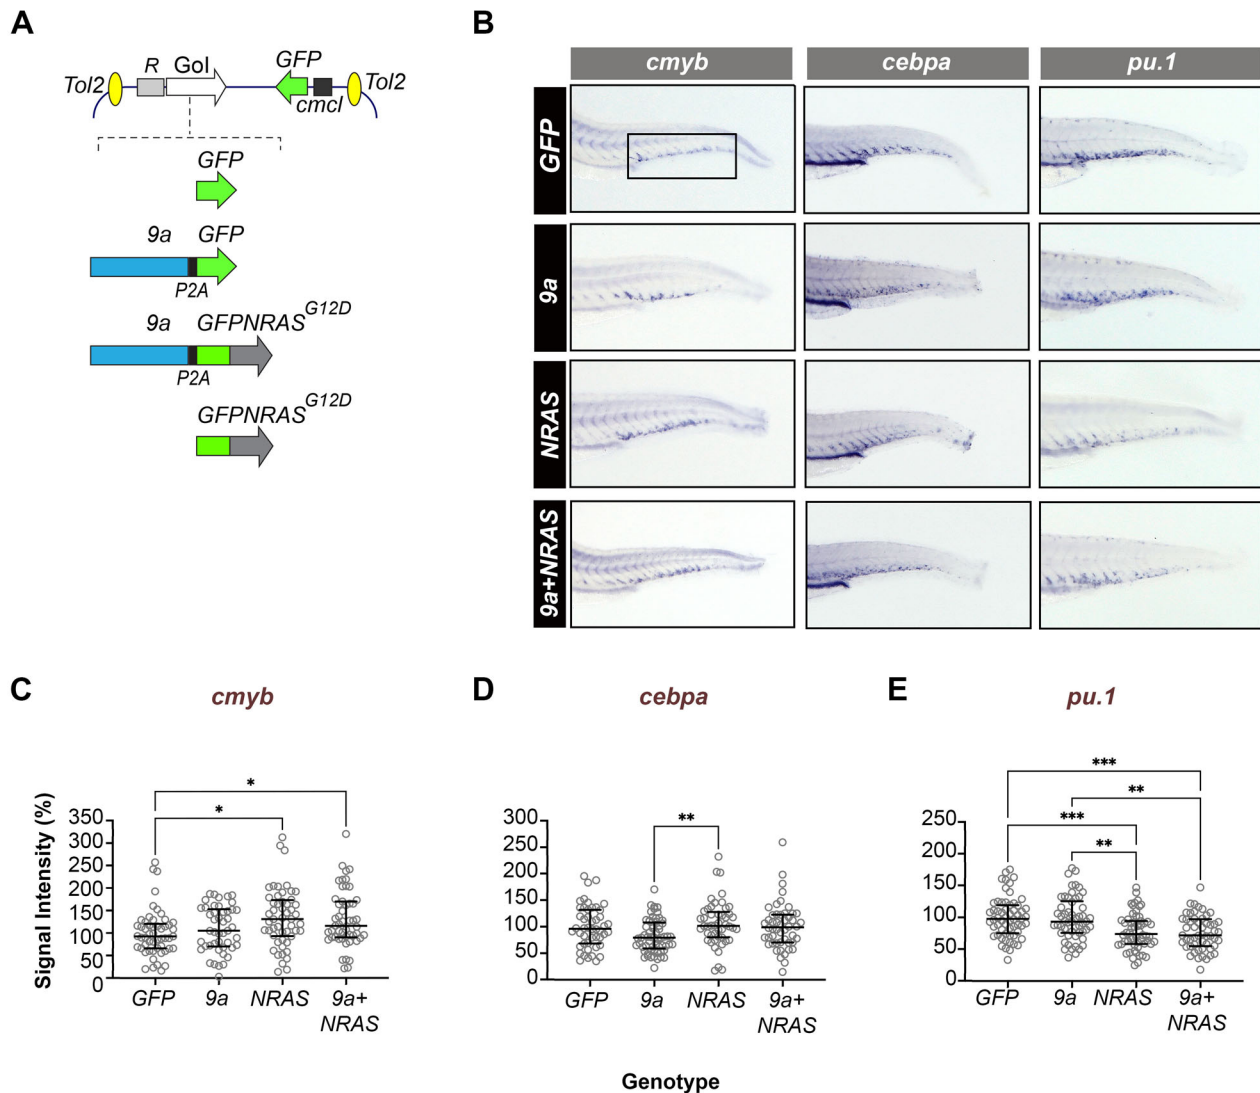 A
Tol2
R
GoI
GFP
cmcl
Tol2
GFP
9a GFP
P2A
9a GFPNRAS^G12D
P2A
GFPNRAS^G12D
B
cmyb cebpa pu.1
GFP
9a
NRAS
9a+NRAS
C cmyb
Signal Intensity (%)
350
300
250
200
150
100
50
0
* 
*
GFP 9a NRAS 9a+
NRAS
D cebpa
300
250
200
150
100
50
0
**
GFP 9a NRAS 9a+
NRAS
E pu.1
250
200
150
100
50
0
***
**
***
**
GFP 9a NRAS 9a+
NRAS
Genotype